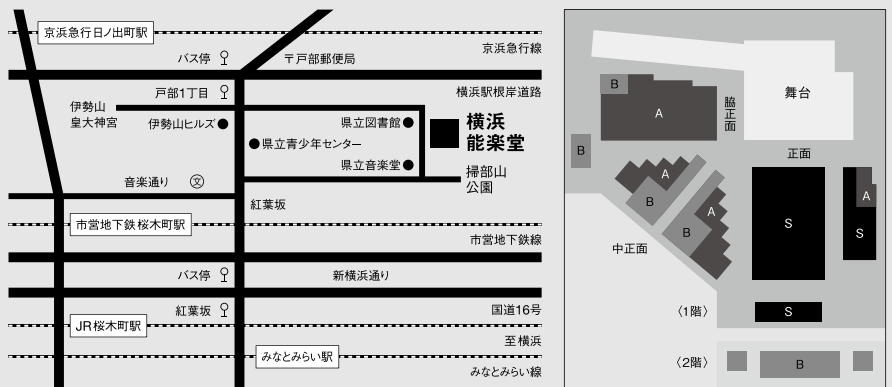 京浜急行日ノ出町駅
バス停
〒戸部郵便局
京浜急行線
戸部1丁目
横浜駅根岸道路
伊勢山
皇大神宮
伊勢山ヒルズ
県立図書館
横浜
能楽堂
県立青少年センター
県立音楽堂
音楽通り
文
掃部山
公園
紅葉坂
市営地下鉄桜木町駅
市営地下鉄線
バス停
新横浜通り
紅葉坂
国道16号
JR桜木町駅
至横浜
みなとみらい駅
みなとみらい線
舞台
B
A
脇正面
正面
B
A
B
A
B
S
A
S
中正面
〈1階〉
S
〈2階〉
B